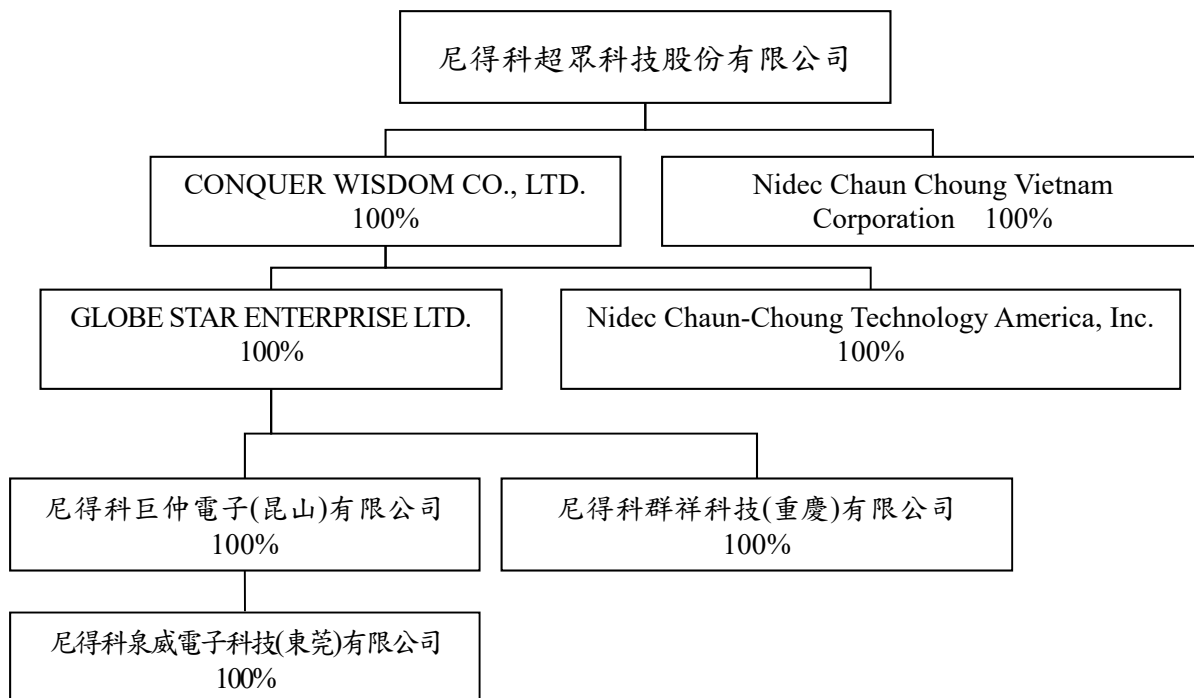 尼得科超眾科技股份有限公司
CONQUER WISDOM CO., LTD.
100%
Nidec Chaun Choung Vietnam
Corporation 100%
GLOBE STAR ENTERPRISE LTD.
100%
Nidec Chaun-Choung Technology America, Inc.
100%
尼得科巨仲電子(昆山)有限公司
100%
尼得科群祥科技(重慶)有限公司
100%
尼得科泉威電子科技(東莞)有限公司
100%